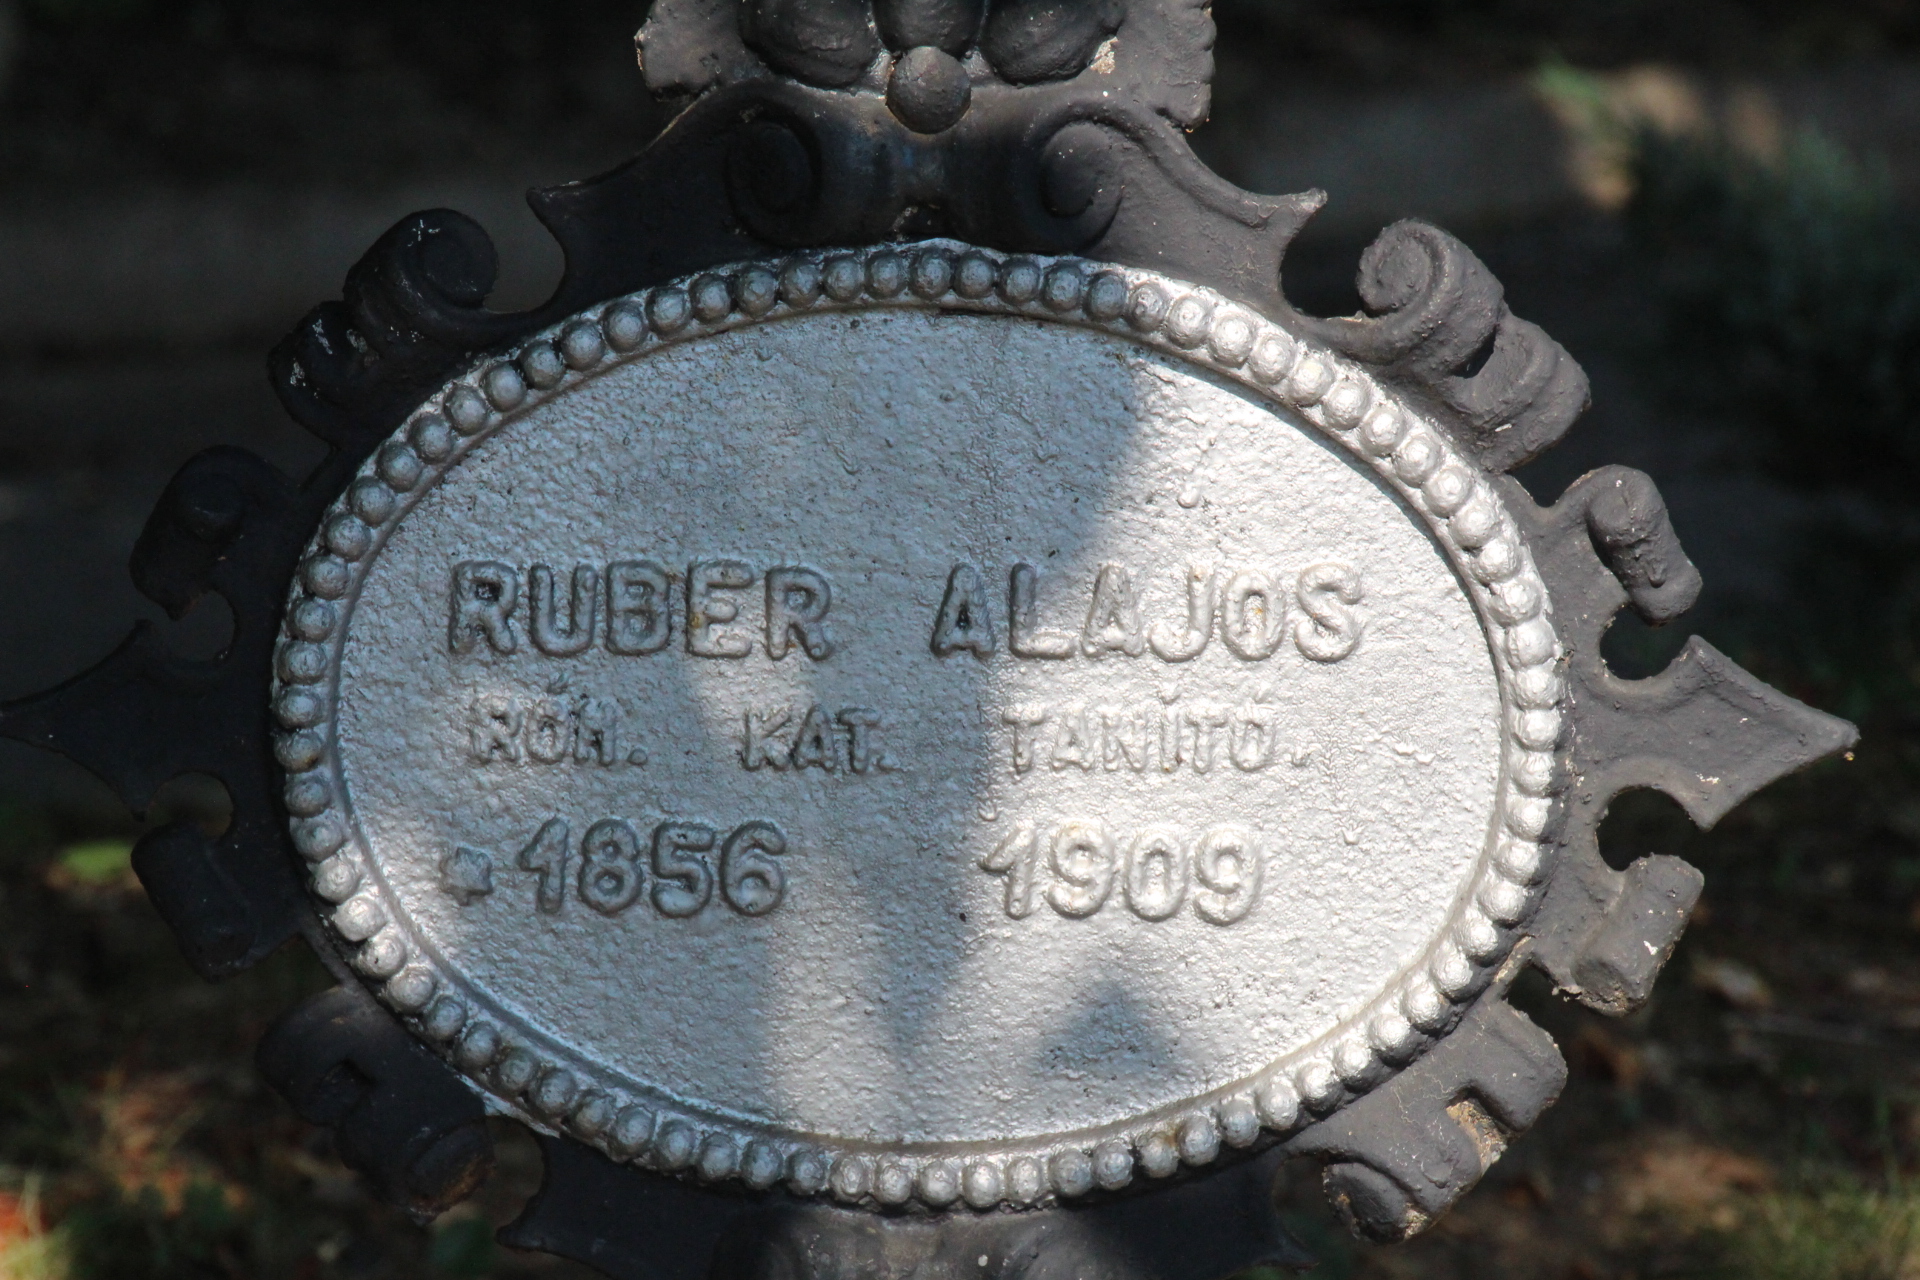 RUBER ALAJOS
RÓM. KAT. TANÍTÓ.
* 1856 1909